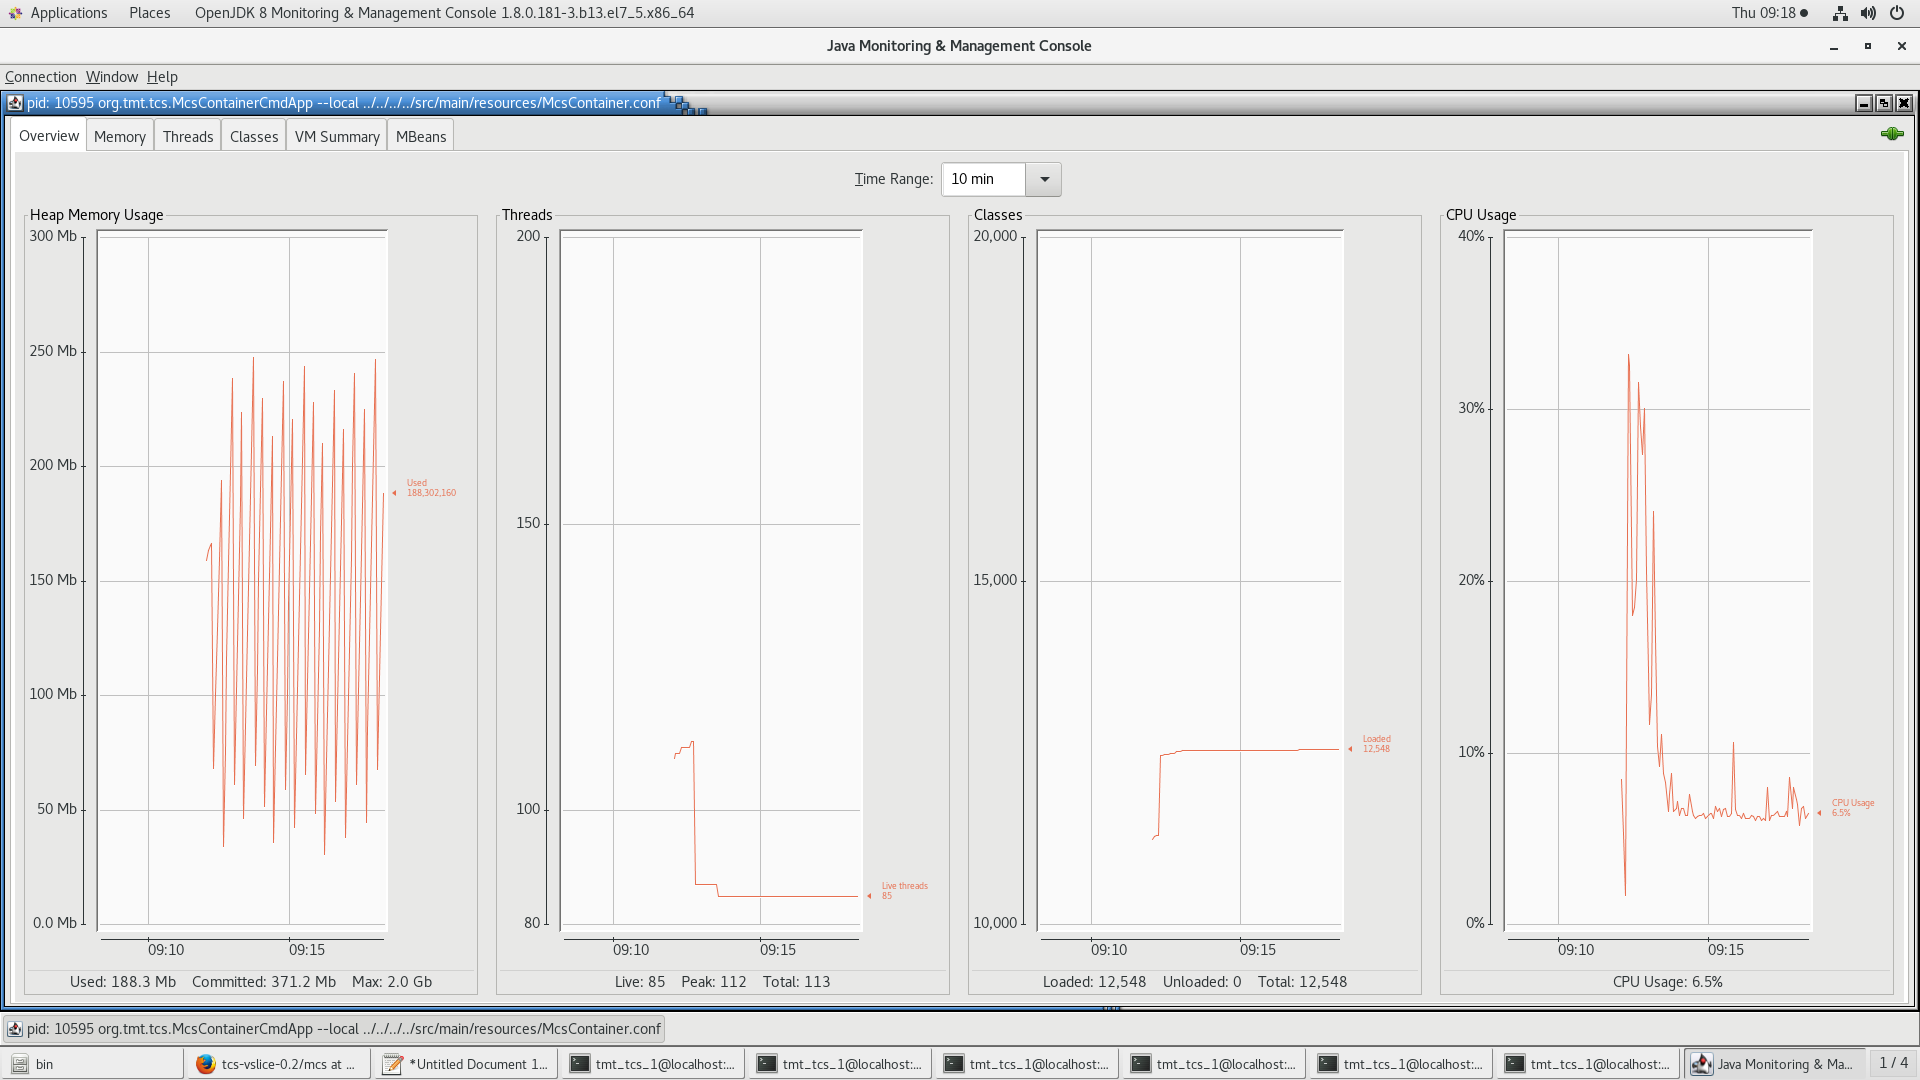 Applications Places OpenJDK 8 Monitoring & Management Console 1.8.0.181-3.b13.el7_5.x86_64 Thu 09:18
Java Monitoring & Management Console
Connection Window Help
pid: 10595 org.tmt.tcs.McsContainerCmdApp --local ../../../../src/main/resources/McsContainer.conf
Overview Memory Threads Classes VM Summary MBeans
Time Range: 10 min
Heap Memory Usage
300 Mb
250 Mb
200 Mb
150 Mb
100 Mb
50 Mb
0.0 Mb
Used
188,302,160
09:10 09:15
Used: 188.3 Mb Committed: 371.2 Mb Max: 2.0 Gb
Threads
200
150
100
80
Live threads
85
09:10 09:15
Live: 85 Peak: 112 Total: 113
Classes
20,000
15,000
10,000
Loaded
12,548
09:10 09:15
Loaded: 12,548 Unloaded: 0 Total: 12,548
CPU Usage
40%
30%
20%
10%
0%
CPU Usage
6.5%
09:10 09:15
CPU Usage: 6.5%
pid: 10595 org.tmt.tcs.McsContainerCmdApp --local ../../../../src/main/resources/McsContainer.conf
bin tcs-vslice-0.2/mcs at ... *Untitled Document 1... tmt_tcs_1@localhost:... tmt_tcs_1@localhost:... tmt_tcs_1@localhost:... tmt_tcs_1@localhost:... tmt_tcs_1@localhost:... tmt_tcs_1@localhost:... Java Monitoring & Ma... 1 / 4